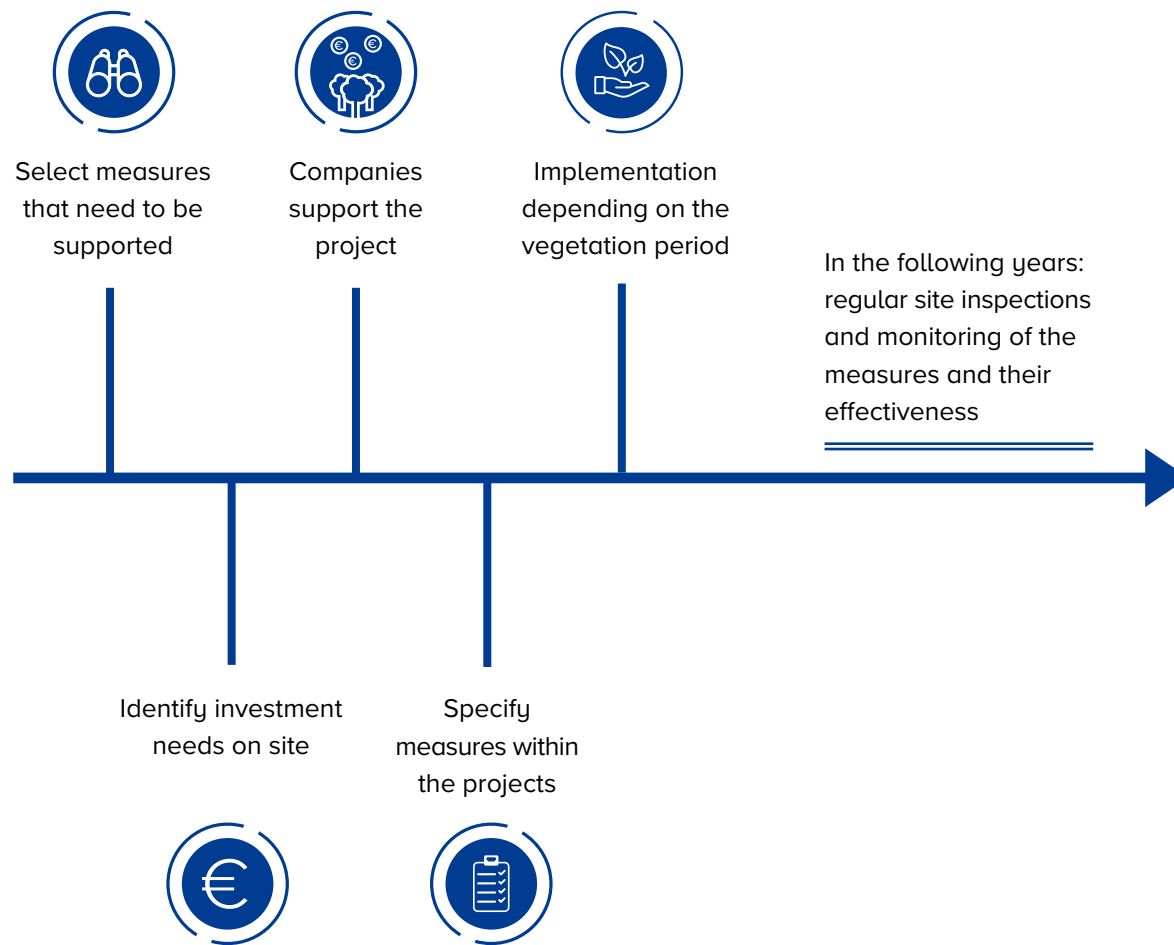 Select measures
that need to be
supported
Companies
support the
project
Implementation
depending on the
vegetation period
In the following years:
regular site inspections
and monitoring of the
measures and their
effectiveness
Identify investment
needs on site
Specify
measures within
the projects
€